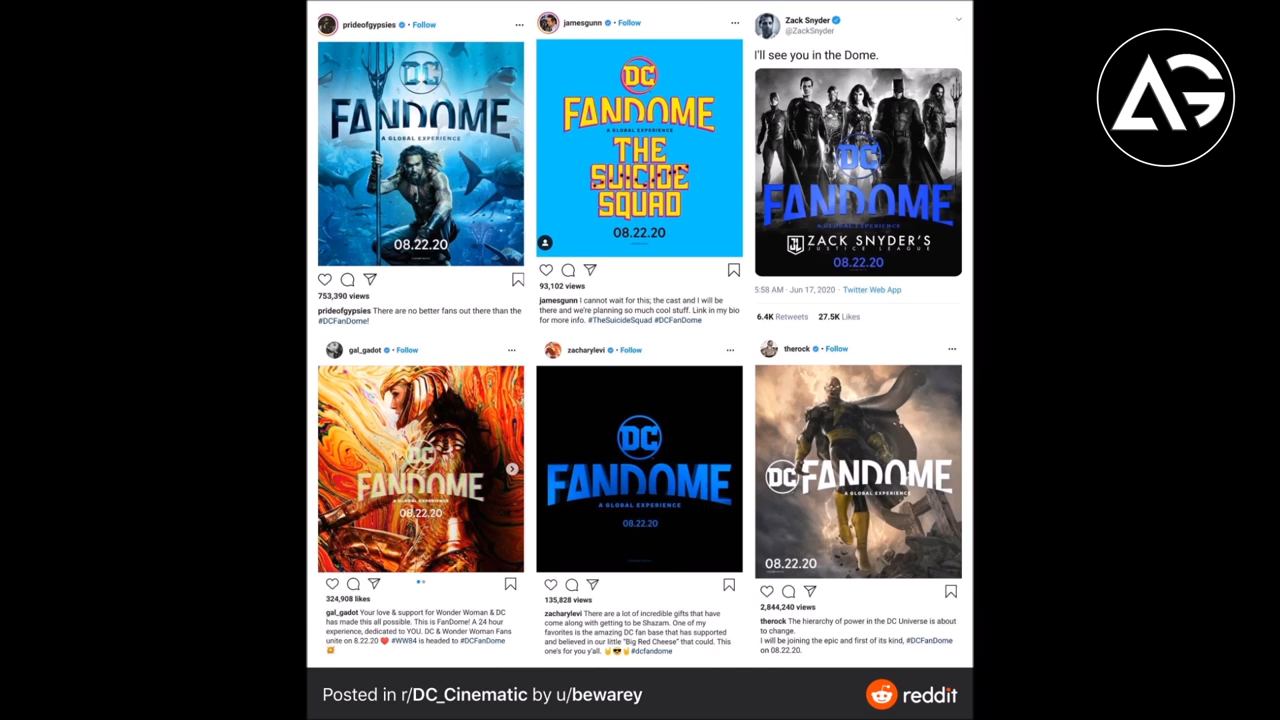 prideofgypsies • Follow
DC
FANDOME
A GLOBAL EXPERIENCE
08.22.20
753,390 views
prideofgypsies There are no better fans out there than the
#DCFanDome!
jamesgunn • Follow
DC
FANDOME
A GLOBAL EXPERIENCE
THE
SUICIDE
SQUAD
08.22.20
93,102 views
jamesgunn I cannot wait for this; the cast and I will be
there and we're planning so much cool stuff. Link in my bio
for more info. #TheSuicideSquad #DCFanDome
Zack Snyder
@ZackSnyder
I'll see you in the Dome.
DC
FANDOME
A GLOBAL EXPERIENCE
ZACK SNYDER'S
JUSTICE LEAGUE
08.22.20
5:58 AM · Jun 17, 2020 · Twitter Web App
6.4K Retweets 27.5K Likes
gal_gadot • Follow
DC
FANDOME
A GLOBAL EXPERIENCE
08.22.20
324,908 likes
gal_gadot Your love & support for Wonder Woman & DC
has made this all possible. This is FanDome! A 24 hour
experience, dedicated to YOU. DC & Wonder Woman Fans
unite on 8.22.20 ❤️ #WW84 is headed to #DCFanDome
💥
zacharylevi • Follow
DC
FANDOME
A GLOBAL EXPERIENCE
08.22.20
135,828 views
zacharylevi There are a lot of incredible gifts that have
come along with getting to be Shazam. One of my
favorites is the amazing DC fan base that has supported
and believed in our little "Big Red Cheese" that could. This
one's for you y'all. 🤘😎🤘 #dcfandome
therock • Follow
DC FANDOME
A GLOBAL EXPERIENCE
08.22.20
2,844,240 views
therock The hierarchy of power in the DC Universe is about
to change.
I will be joining the epic and first of its kind, #DCFanDome
on 08.22.20.
Posted in r/DC_Cinematic by u/bewarey
reddit
AG